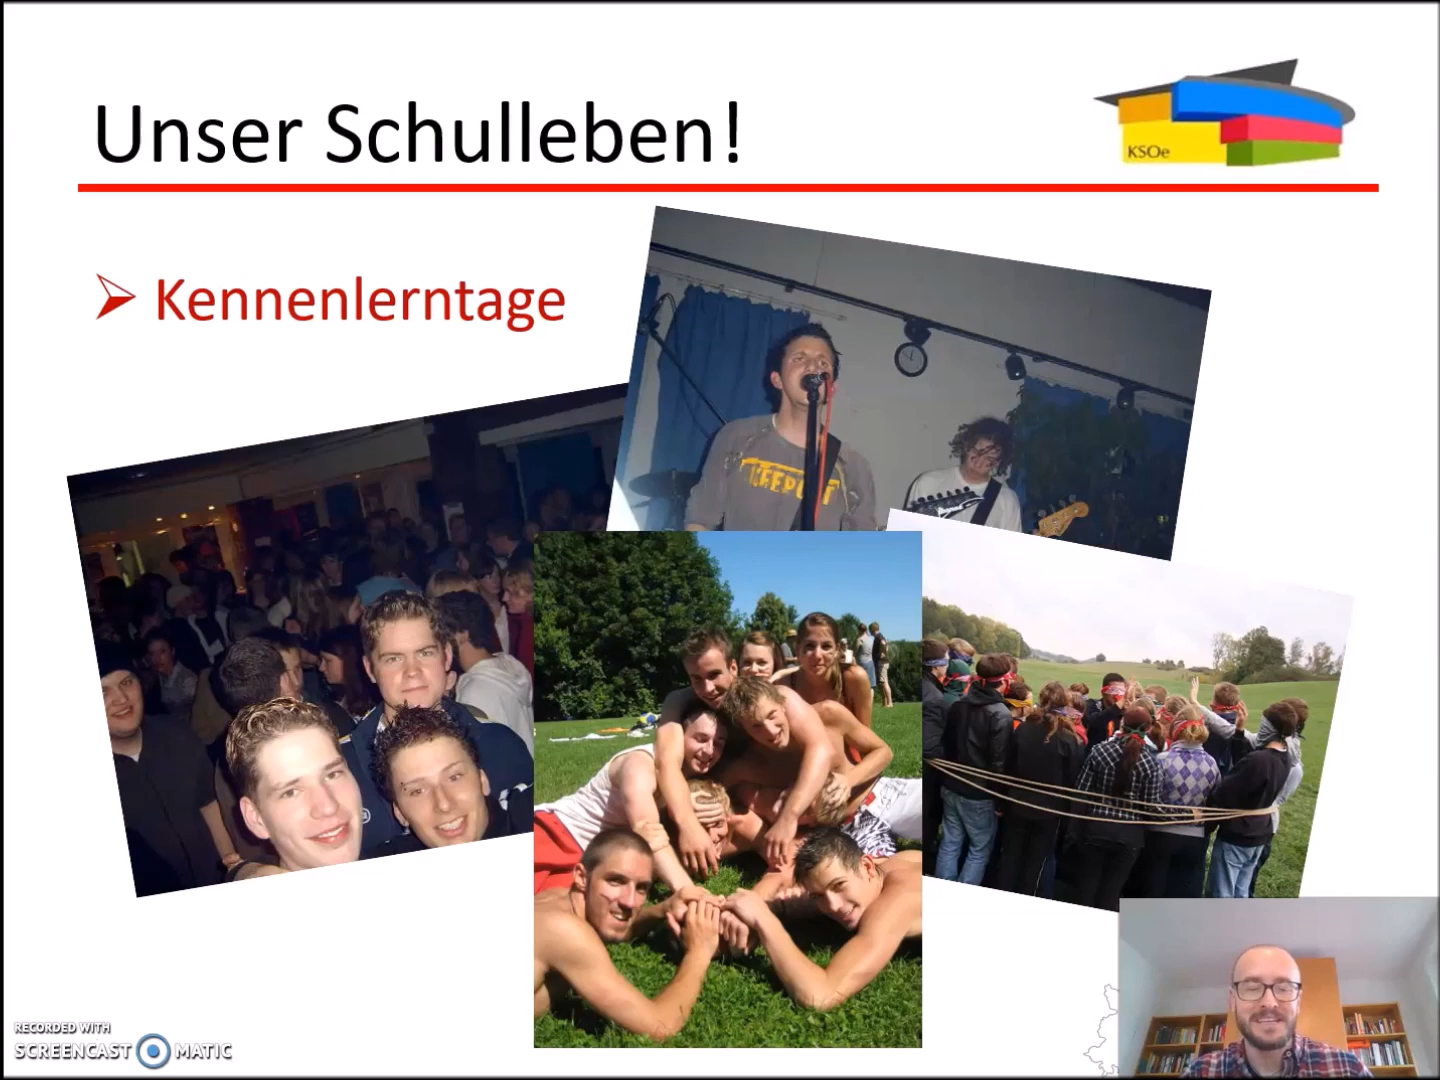 Unser Schulleben!
KSOe
➢ Kennenlerntage
RECORDED WITH
SCREENCAST MATIC